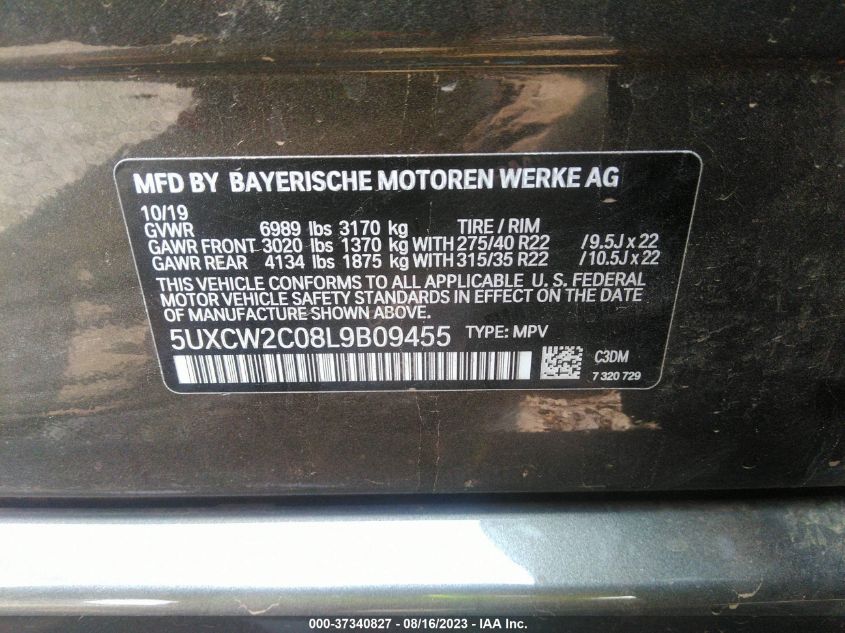 MFD BY BAYERISCHE MOTOREN WERKE AG
10/19
GVWR 6989 lbs 3170 kg TIRE / RIM
GAWR FRONT 3020 lbs 1370 kg WITH 275/40 R22 / 9.5J x 22
GAWR REAR 4134 lbs 1875 kg WITH 315/35 R22 / 10.5J x 22
THIS VEHICLE CONFORMS TO ALL APPLICABLE U. S. FEDERAL
MOTOR VEHICLE SAFETY STANDARDS IN EFFECT ON THE DATE
OF MANUFACTURE SHOWN ABOVE.
5UXCW2C08L9B09455 TYPE: MPV
C3DM
7 320 729
000-37340827 - 08/16/2023 - IAA Inc.